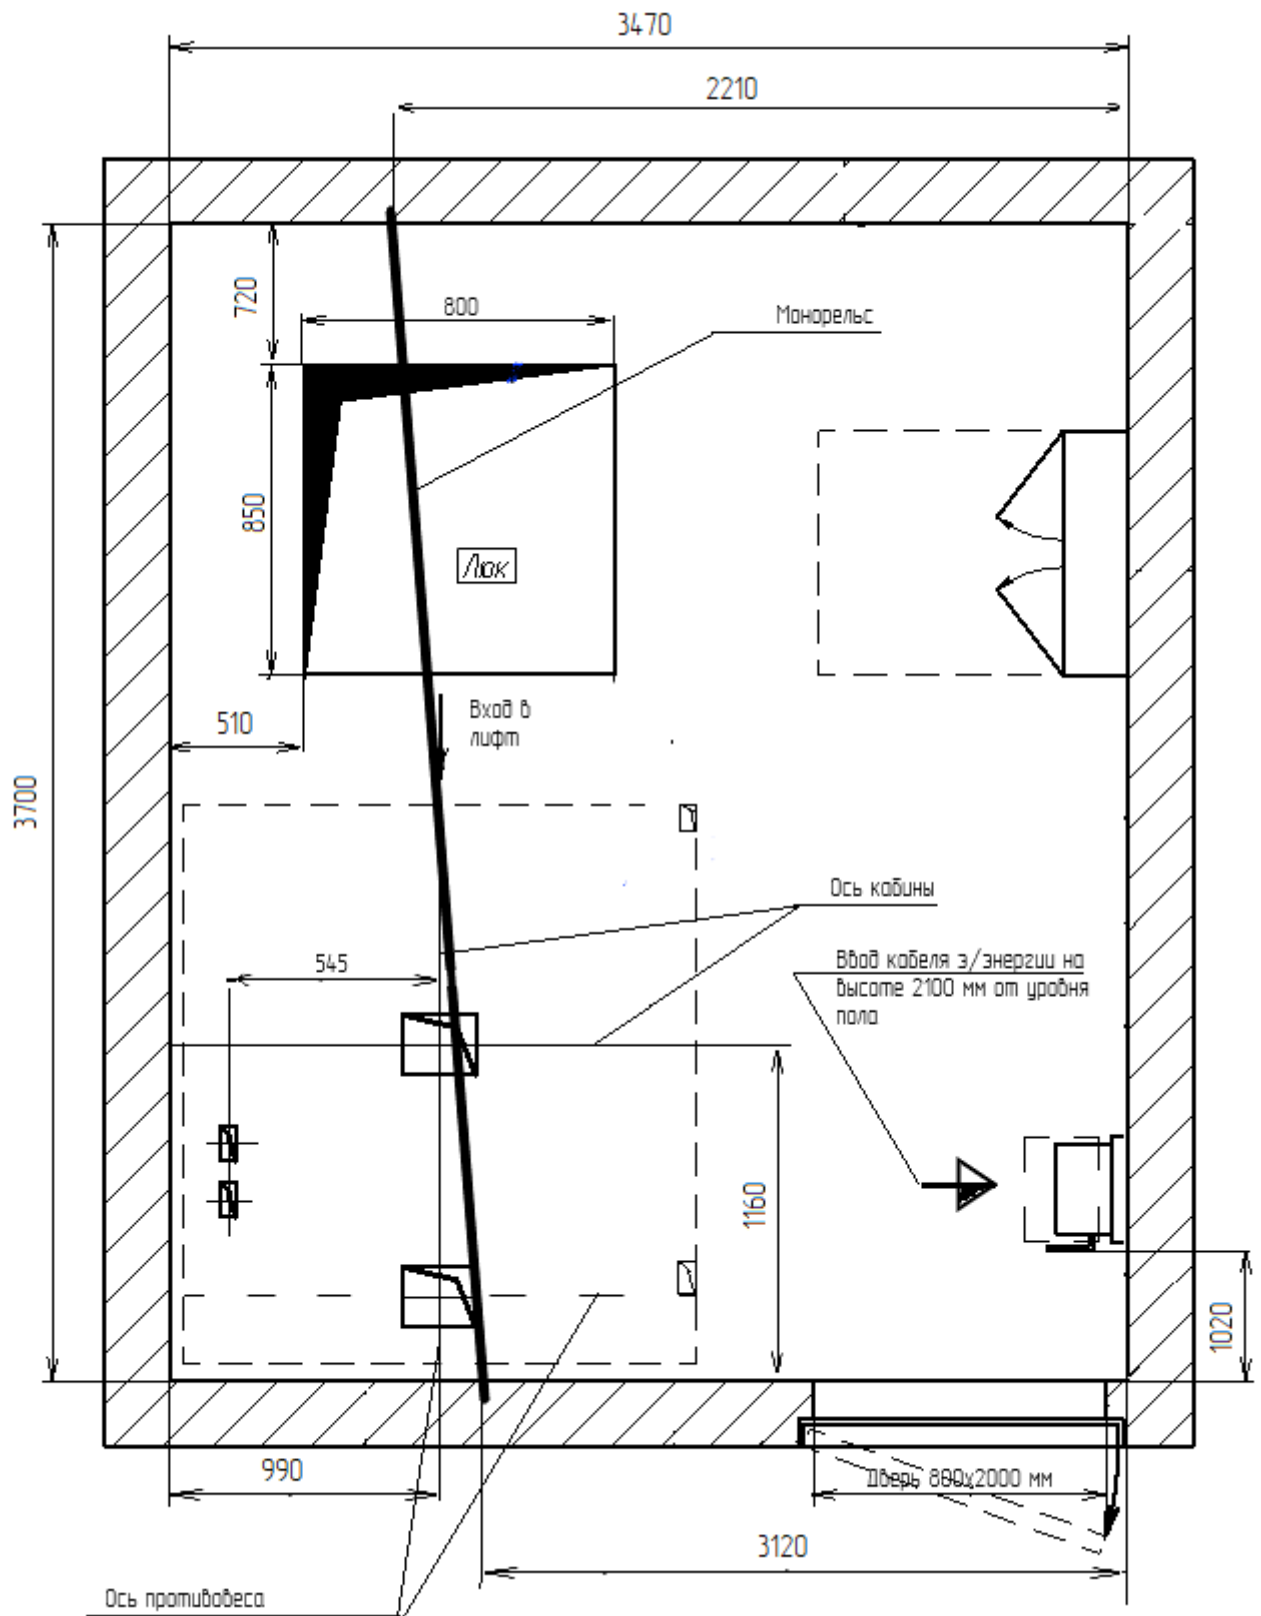 3470
2210
720
800
Монорельс
850
Люк
510
Вход в
лифт
3700
Ось кабины
545
Ввод кабеля э/энергии на
высоте 2100 мм от уровня
пола
1160
1020
990
Дверь 800х2000 мм
3120
Ось противовеса